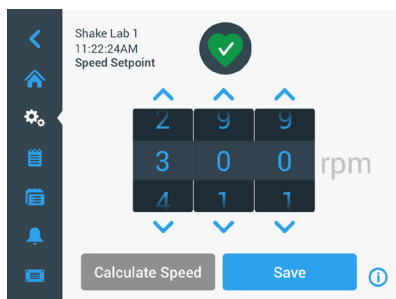 Shake Lab 1
11:22:24AM
Speed Setpoint
2 9 9
3 0 0 rpm
4 1 1
Calculate Speed Save